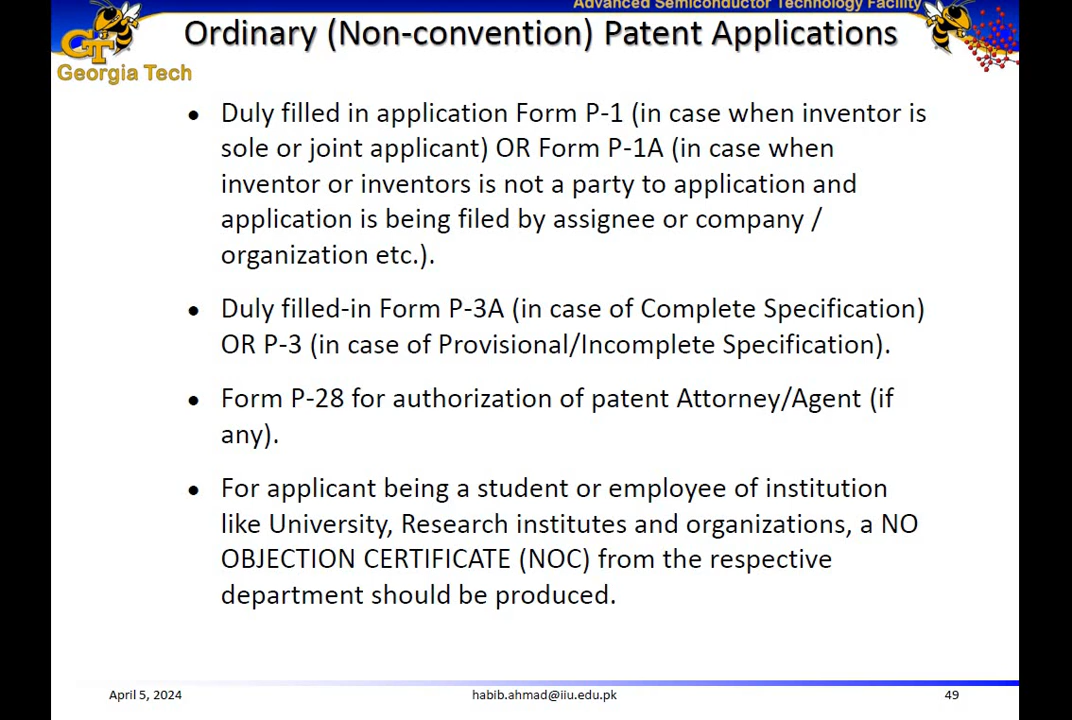 Advanced Semiconductor Technology Facility
Ordinary (Non-convention) Patent Applications
GT
Georgia Tech
• Duly filled in application Form P-1 (in case when inventor is
sole or joint applicant) OR Form P-1A (in case when
inventor or inventors is not a party to application and
application is being filed by assignee or company /
organization etc.).
• Duly filled-in Form P-3A (in case of Complete Specification)
OR P-3 (in case of Provisional/Incomplete Specification).
• Form P-28 for authorization of patent Attorney/Agent (if
any).
• For applicant being a student or employee of institution
like University, Research institutes and organizations, a NO
OBJECTION CERTIFICATE (NOC) from the respective
department should be produced.
April 5, 2024 habib.ahmad@iiu.edu.pk 49